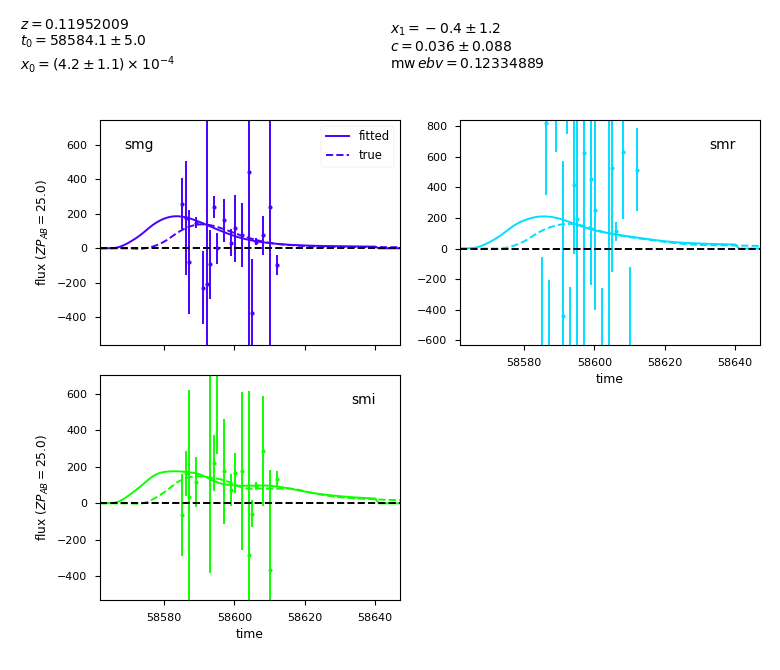 z = 0.11952009
t₀ = 58584.1 ± 5.0
x₀ = (4.2 ± 1.1) × 10⁻⁴
x₁ = −0.4 ± 1.2
c = 0.036 ± 0.088
mw ebv = 0.12334889
smg
fitted
true
600
400
200
0
−200
−400
flux (ZP_AB = 25.0)
smr
800
600
400
200
0
−200
−400
−600
58580 58600 58620 58640
time
smi
600
400
200
0
−200
−400
flux (ZP_AB = 25.0)
58580 58600 58620 58640
time